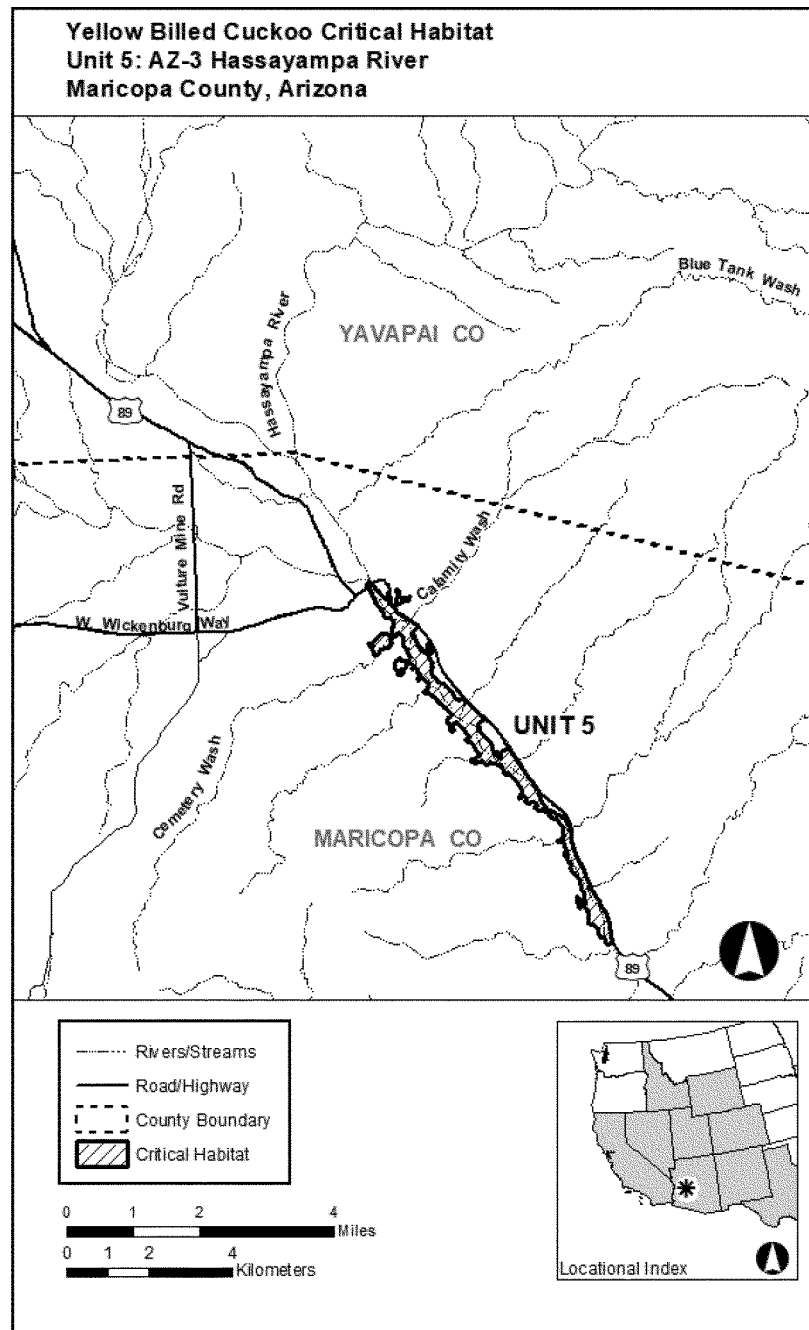 Yellow Billed Cuckoo Critical Habitat
Unit 5: AZ-3 Hassayampa River
Maricopa County, Arizona
Blue Tank Wash
Hassayampa River
YAVAPAI CO
89
Vulture Mine Rd
Calamity Wash
W. Wickenburg Way
UNIT 5
Cemetery Wash
MARICOPA CO
89
Rivers/Streams
Road/Highway
County Boundary
Critical Habitat
0 1 2 4
Miles
0 1 2 4
Kilometers
Locational Index